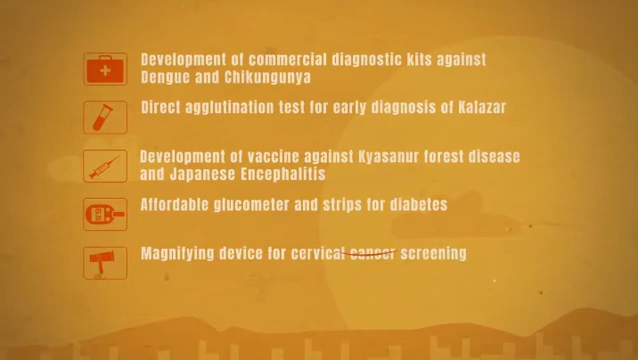 Development of commercial diagnostic kits against
Dengue and Chikungunya
Direct agglutination test for early diagnosis of Kalazar
Development of vaccine against Kyasanur forest disease
and Japanese Encephalitis
Affordable glucometer and strips for diabetes
Magnifying device for cervical cancer screening